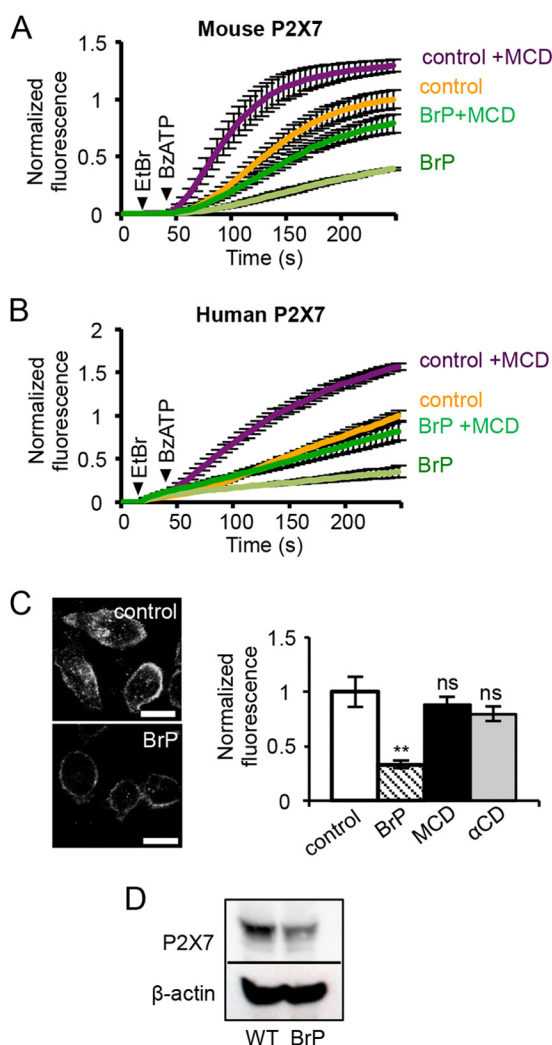 A
Mouse P2X7
Normalized
fluorescence
1.5
1
0.5
0
EtBr
BzATP
control +MCD
control
BrP+MCD
BrP
0 50 100 150 200
Time (s)
B
Human P2X7
Normalized
fluorescence
2
1.5
1
0.5
0
EtBr
BzATP
control +MCD
control
BrP +MCD
BrP
0 50 100 150 200
Time (s)
C
control
BrP
Normalized
fluorescence
1.5
1
0.5
0
**
ns
ns
control
BrP
MCD
αCD
D
P2X7
β-actin
WT BrP